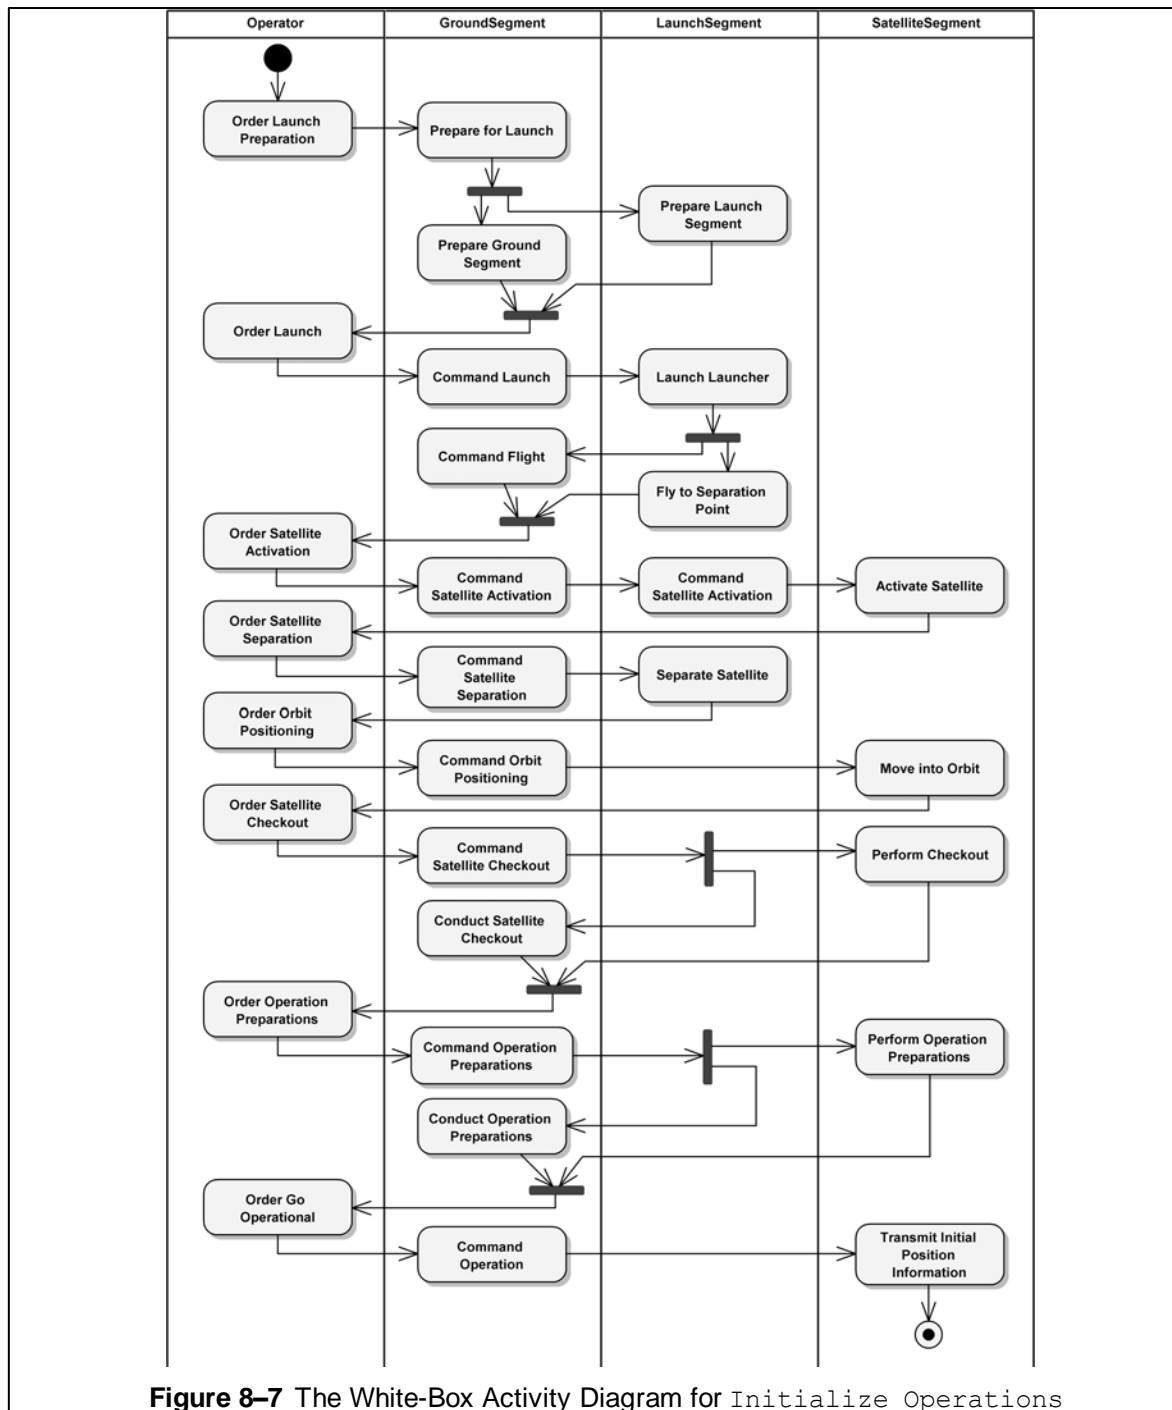 Operator GroundSegment LaunchSegment SatelliteSegment
Order Launch
Preparation
Prepare for Launch
Prepare Launch
Segment
Prepare Ground
Segment
Order Launch
Command Launch
Launch Launcher
Command Flight
Fly to Separation
Point
Order Satellite
Activation
Command
Satellite Activation
Command
Satellite Activation
Activate Satellite
Order Satellite
Separation
Command
Satellite
Separation
Separate Satellite
Order Orbit
Positioning
Command Orbit
Positioning
Move into Orbit
Order Satellite
Checkout
Command
Satellite Checkout
Perform Checkout
Conduct Satellite
Checkout
Order Operation
Preparations
Command Operation
Preparations
Perform Operation
Preparations
Conduct Operation
Preparations
Order Go
Operational
Command
Operation
Transmit Initial
Position
Information
Figure 8–7 The White-Box Activity Diagram for Initialize Operations